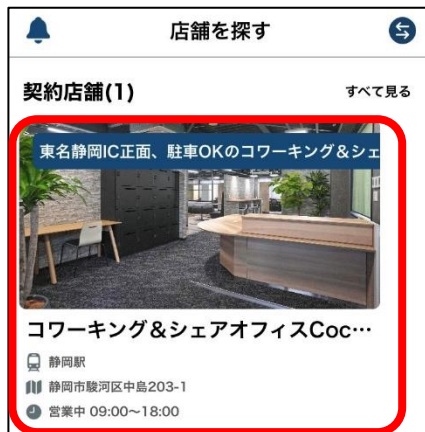 店舗を探す
契約店舗(1)
すべて見る
東名静岡IC正面、駐車OKのコワーキング&シェ
コワーキング&シェアオフィスCoc…
静岡駅
静岡市駿河区中島203-1
営業中 09:00〜18:00